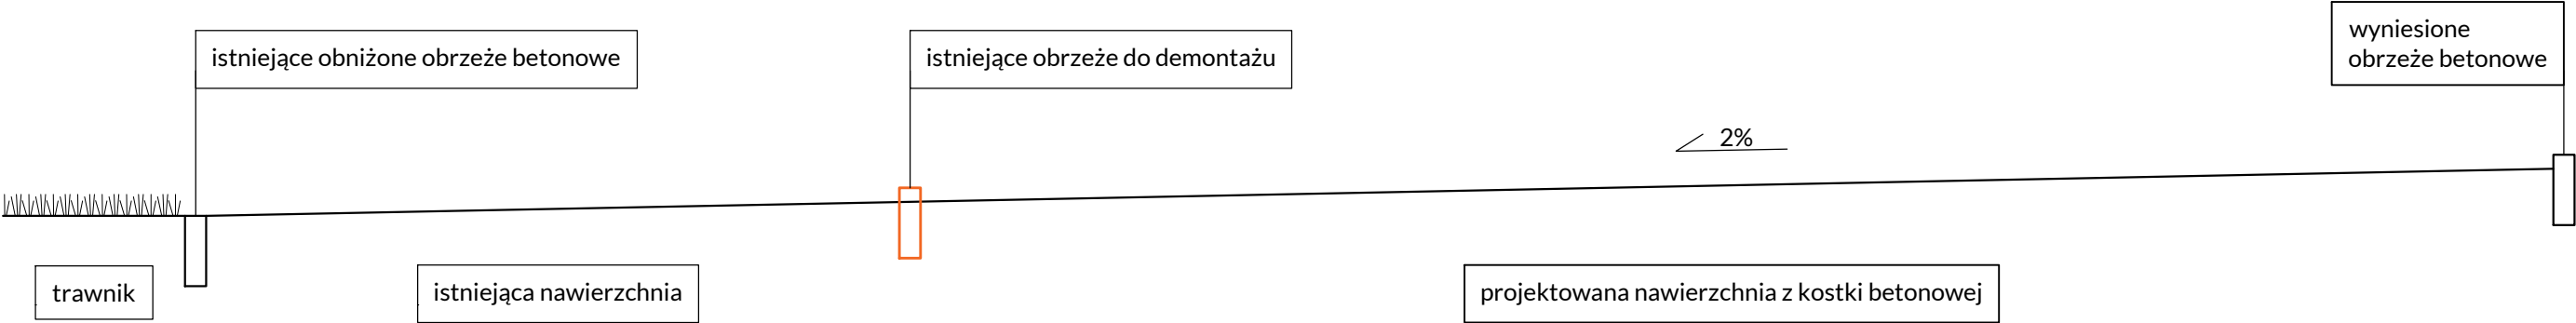 istniejące obniżone obrzeże betonowe
istniejące obrzeże do demontażu
wyniesione
obrzeże betonowe
2%
trawnik
istniejąca nawierzchnia
projektowana nawierzchnia z kostki betonowej